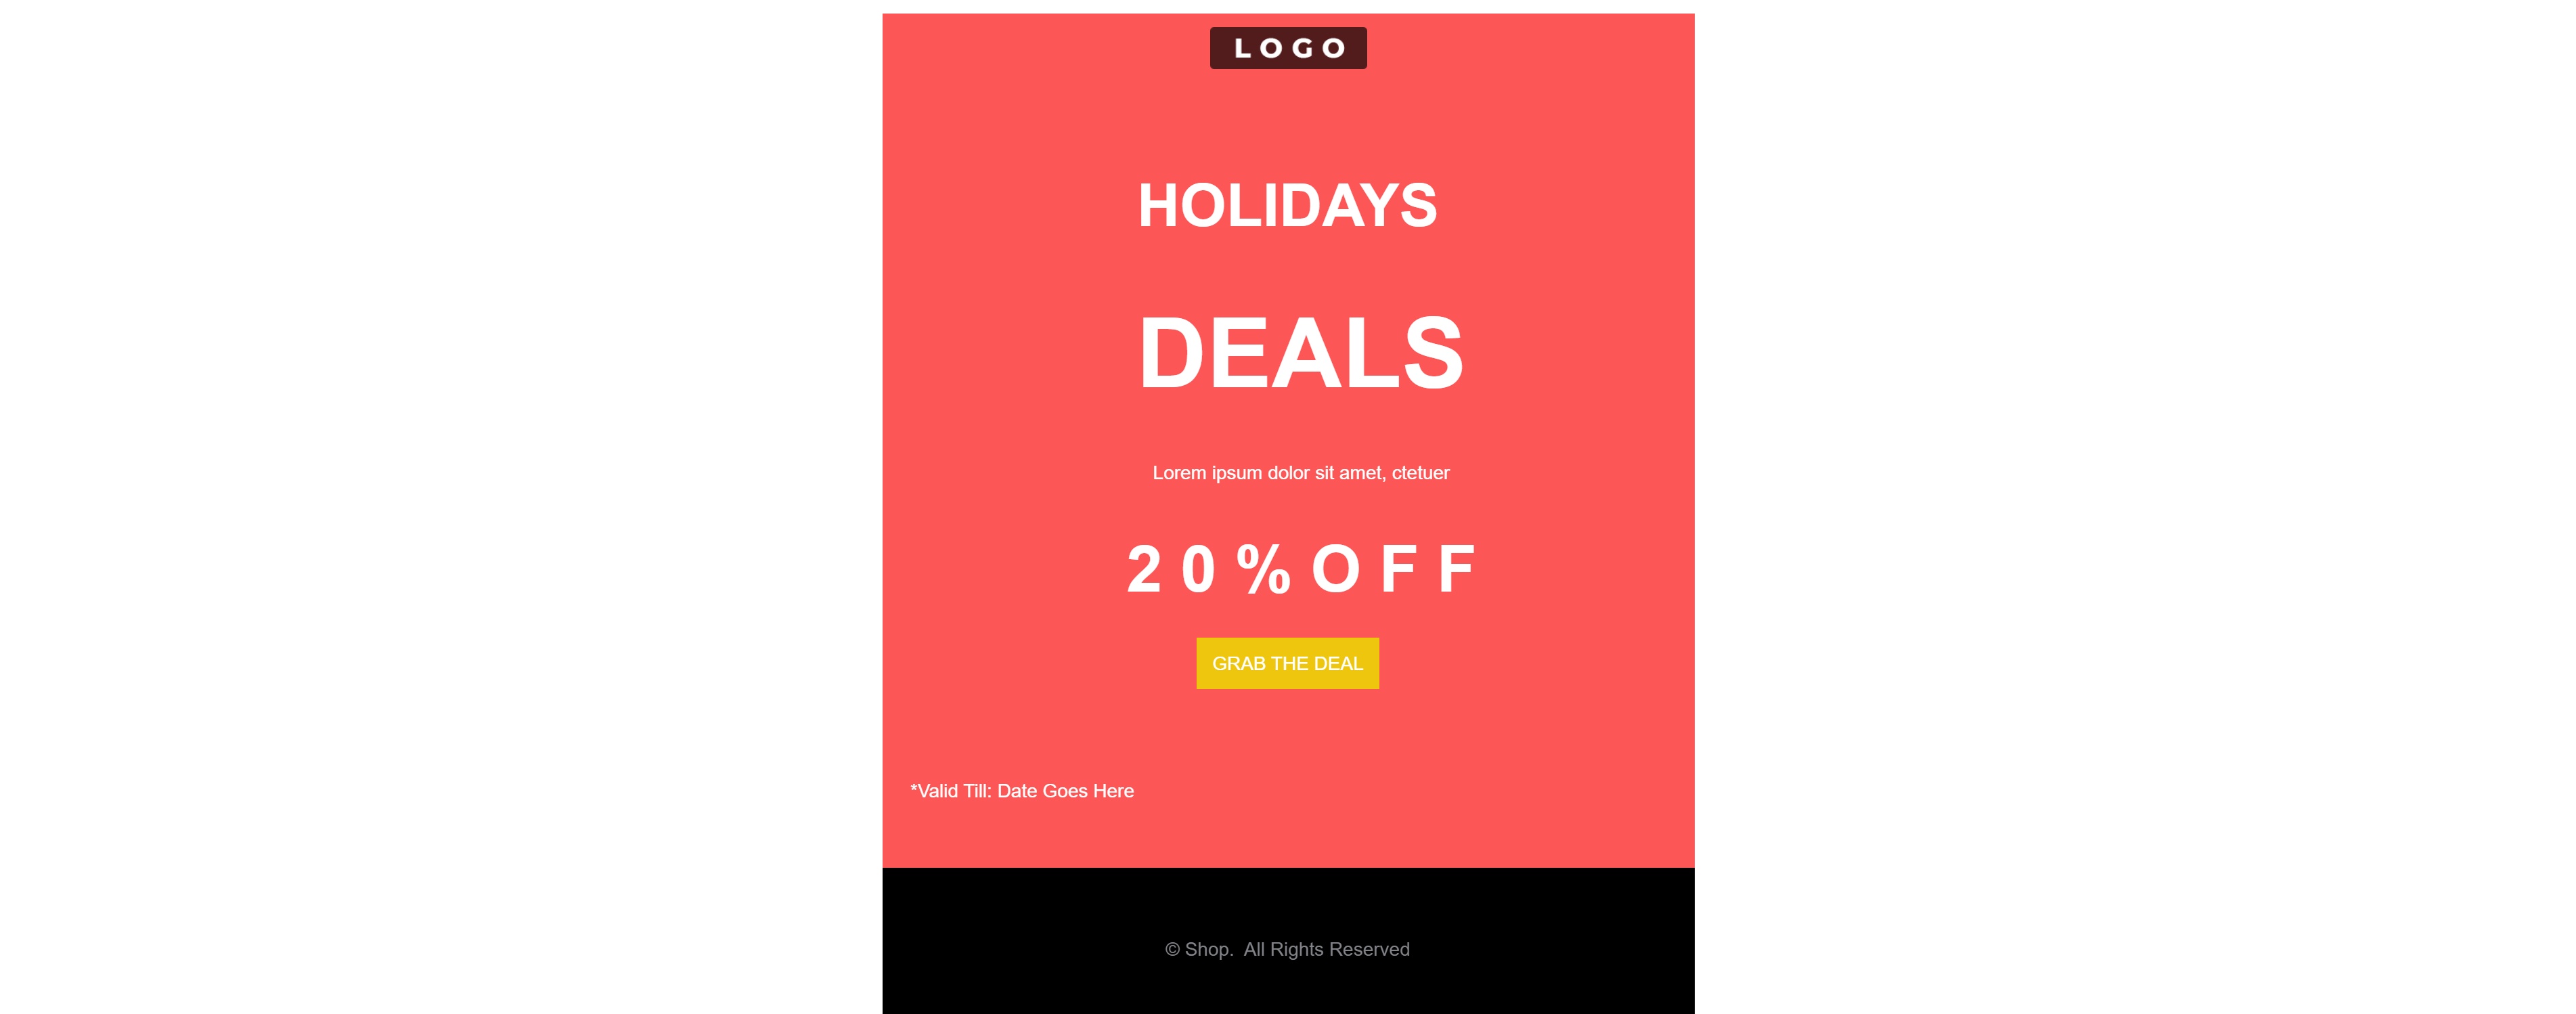 LOGO
HOLIDAYS
DEALS
Lorem ipsum dolor sit amet, ctetuer
20%OFF
GRAB THE DEAL
*Valid Till: Date Goes Here
© Shop.  All Rights Reserved